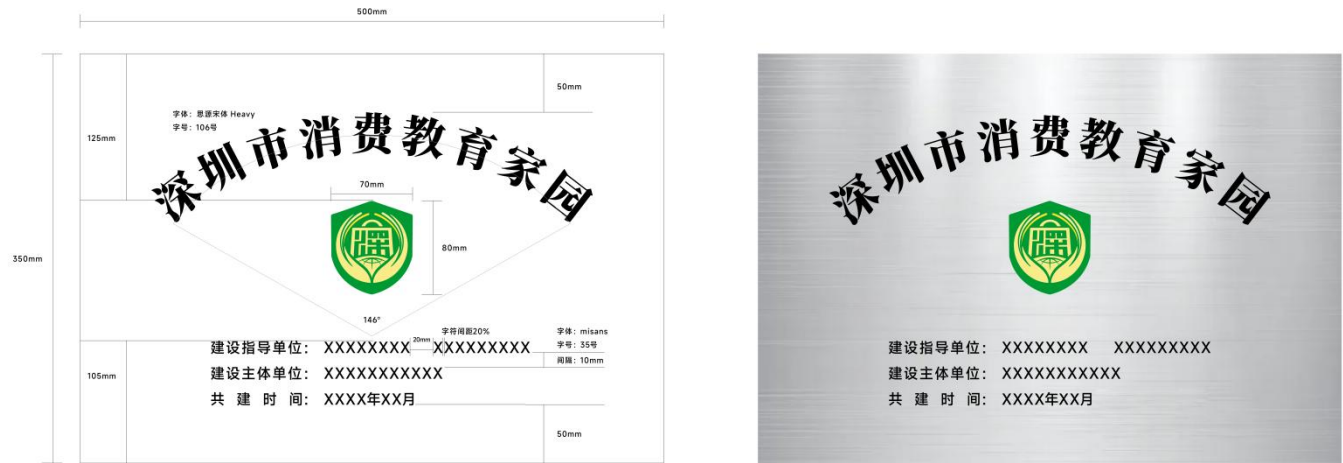 500mm
50mm
字体：思源宋体 Heavy
字号：106号
125mm
深圳市消费教育家园
70mm
深
80mm
350mm
146°
字符间距20%
字体：misans
20mm
字号：35号
建设指导单位：XXXXXXXX XXXXXXXXX
间隔：10mm
建设主体单位：XXXXXXXXXXX
105mm
共建时间：XXXX年XX月
50mm
深圳市消费教育家园
深
建设指导单位：XXXXXXXX XXXXXXXXX
建设主体单位：XXXXXXXXXXX
共建时间：XXXX年XX月